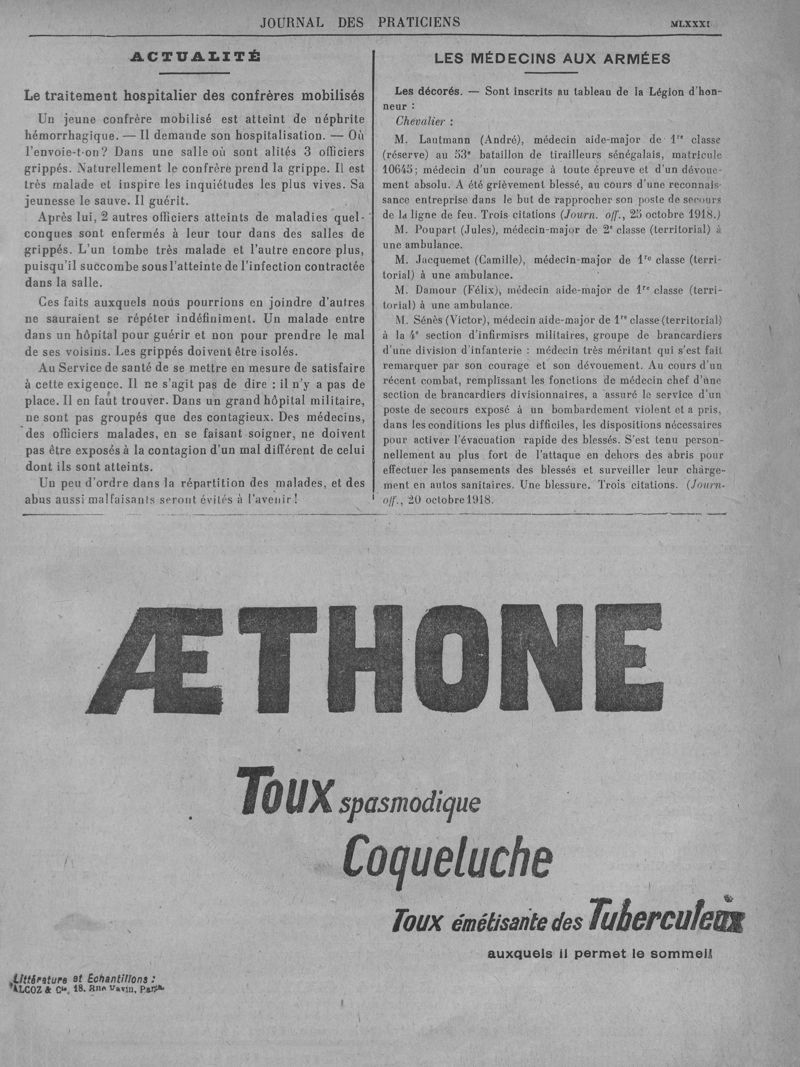 JOURNAL DES PRATICIENS
MLXXXI
ACTUALITÉ
Le traitement hospitalier des confrères mobilisés
Un jeune confrère mobilisé est atteint de néphrite
hémorrhagique. — Il demande son hospitalisation. — Où
l'envoie-t-on? Dans une salle où sont alités 3 officiers
grippés. Naturellement le confrère prend la grippe. Il est
très malade et inspire les inquiétudes les plus vives. Sa
jeunesse le sauve. Il guérit.
Après lui, 2 autres officiers atteints de maladies quel-
conques sont enfermés à leur tour dans des salles de
grippés. L'un tombe très malade et l'autre encore plus,
puisqu'il succombe sous l'atteinte de l'infection contractée
dans la salle.
Ces faits auxquels nous pourrions en joindre d'autres
ne sauraient se répéter indéfiniment. Un malade entre
dans un hôpital pour guérir et non pour prendre le mal
de ses voisins. Les grippés doivent être isolés.
Au Service de santé de se mettre en mesure de satisfaire
à cette exigence. Il ne s'agit pas de dire : il n'y a pas de
place. Il en faut trouver. Dans un grand hôpital militaire,
ne sont pas groupés que des contagieux. Des médecins,
des officiers malades, en se faisant soigner, ne doivent
pas être exposés à la contagion d'un mal différent de celui
dont ils sont atteints.
Un peu d'ordre dans la répartition des malades, et des
abus aussi malfaisants seront évités à l'avenir !
LES MÉDECINS AUX ARMÉES
Les décorés. — Sont inscrits au tableau de la Légion d'hon-
neur :
Chevalier :
M. Lautmann (André), médecin aide-major de 1re classe
(réserve) au 53e bataillon de tirailleurs sénégalais, matricule
10645; médecin d'un courage à toute épreuve et d'un dévoue-
ment absolu. A été grièvement blessé, au cours d'une reconnais-
sance entreprise dans le but de rapprocher son poste de secours
de la ligne de feu. Trois citations (Journ. off., 25 octobre 1918.)
M. Poupart (Jules), médecin-major de 2e classe (territorial) à
une ambulance.
M. Jacquemet (Camille), médecin-major de 1re classe (terri-
torial) à une ambulance.
M. Damour (Félix), médecin aide-major de 1re classe (terri-
torial) à une ambulance.
M. Sénès (Victor), médecin aide-major de 1re classe (territorial)
à la 4e section d'infirmisrs militaires, groupe de brancardiers
d'une division d'infanterie : médecin très méritant qui s'est fait
remarquer par son courage et son dévouement. Au cours d'un
récent combat, remplissant les fonctions de médecin chef d'une
section de brancardiers divisionnaires, a assuré le service d'un
poste de secours exposé à un bombardement violent et a pris,
dans les conditions les plus difficiles, les dispositions nécessaires
pour activer l'évacuation rapide des blessés. S'est tenu person-
nellement au plus fort de l'attaque en dehors des abris pour
effectuer les pansements des blessés et surveiller leur charge-
ment en autos sanitaires. Une blessure. Trois citations. (Journ-
off., 20 octobre 1918.
ÆTHONE
Toux spasmodique
Coqueluche
Toux émétisante des Tuberculeux
auxquels il permet le sommeil
Littérature et Echantillons :
FALCOZ & Cie, 18, Rue Vavin, Paris.